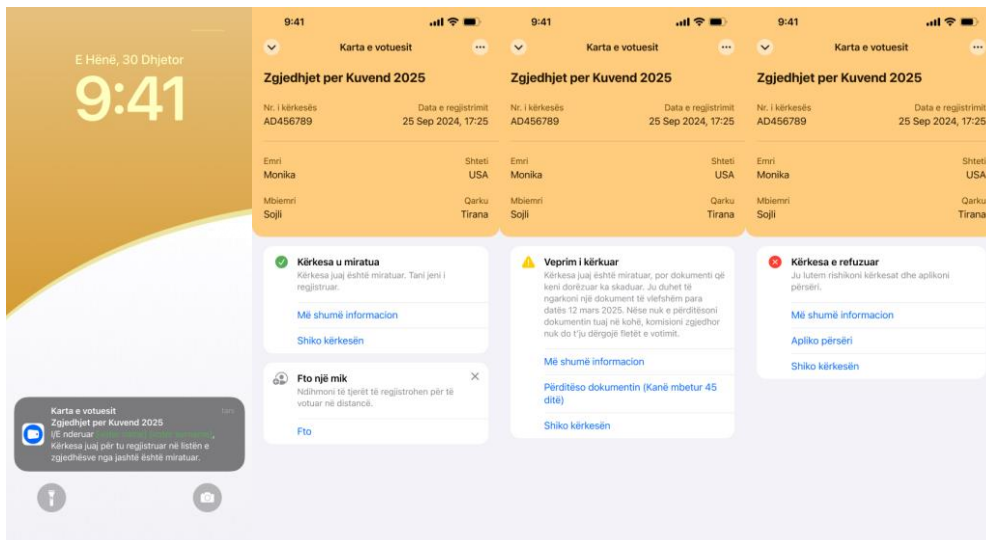 E Hënë, 30 Dhjetor
9:41
Karta e votuesit
tani
Zgjedhjet per Kuvend 2025
I/E nderuar
Kërkesa juaj për tu regjistruar në listën e
zgjedhësve nga jashtë është miratuar.
9:41
Karta e votuesit
Zgjedhjet per Kuvend 2025
Nr. i kërkesës
Data e regjistrimit
AD456789
25 Sep 2024, 17:25
Emri
Shteti
Monika
USA
Mbiemri
Qarku
Sojli
Tirana
Kërkesa u miratua
Kërkesa juaj është miratuar. Tani jeni i
regjistruar.
Më shumë informacion
Shiko kërkesën
Fto një mik
Ndihmoni të tjerët të regjistrohen për të
votuar në distancë.
Fto
9:41
Karta e votuesit
Zgjedhjet per Kuvend 2025
Nr. i kërkesës
Data e regjistrimit
AD456789
25 Sep 2024, 17:25
Emri
Shteti
Monika
USA
Mbiemri
Qarku
Sojli
Tirana
Veprim i kërkuar
Kërkesa juaj është miratuar, por dokumenti që
keni dorëzuar ka skaduar. Ju duhet të
ngarkoni një dokument të vlefshëm para
datës 12 mars 2025. Nëse nuk e përditësoni
dokumentin tuaj në kohë, komisioni zgjedhor
nuk do t'ju dërgojë fletët e votimit.
Më shumë informacion
Përditëso dokumentin (Kanë mbetur 45
ditë)
Shiko kërkesën
9:41
Karta e votuesit
Zgjedhjet per Kuvend 2025
Nr. i kërkesës
Data e regjistrimit
AD456789
25 Sep 2024, 17:25
Emri
Shteti
Monika
USA
Mbiemri
Qarku
Sojli
Tirana
Kërkesa e refuzuar
Ju lutem rishikoni kërkesat dhe aplikoni
përsëri.
Më shumë informacion
Apliko përsëri
Shiko kërkesën